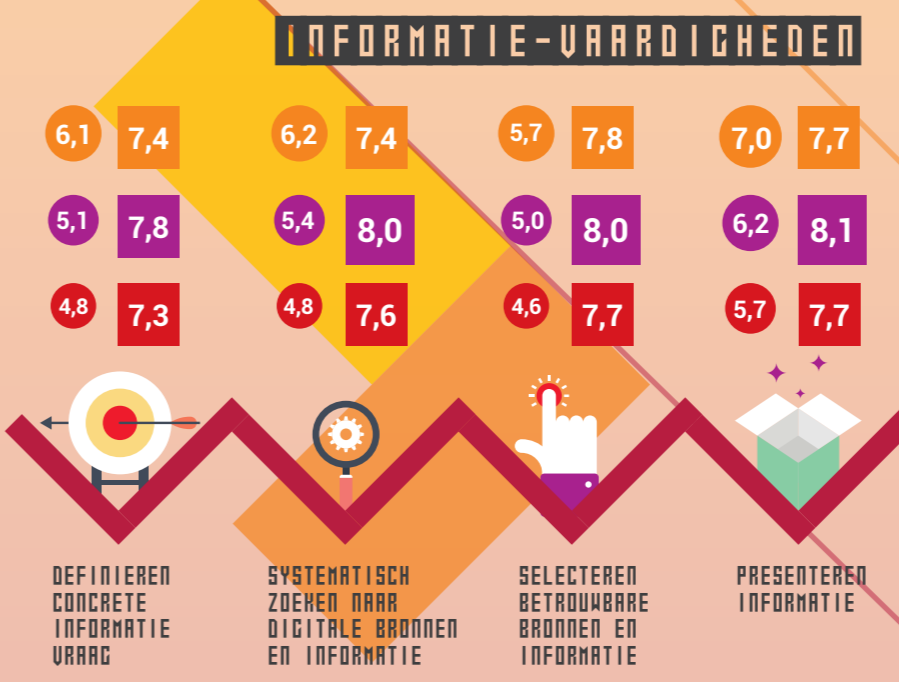 INFORMATIE-VAARDIGHEDEN
6,1 7,4 6,2 7,4 5,7 7,8 7,0 7,7
5,1 7,8 5,4 8,0 5,0 8,0 6,2 8,1
4,8 7,3 4,8 7,6 4,6 7,7 5,7 7,7
DEFINIEREN
CONCRETE
INFORMATIE
VRAAG
SYSTEMATISCH
ZOEKEN NAAR
DIGITALE BRONNEN
EN INFORMATIE
SELECTEREN
BETROUWBARE
BRONNEN EN
INFORMATIE
PRESENTEREN
INFORMATIE